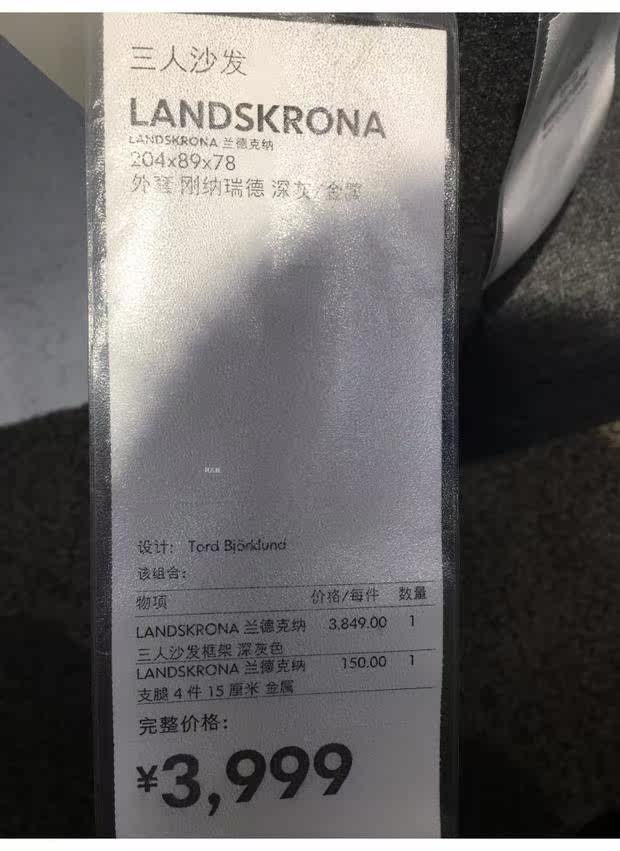 三人沙发
LANDSKRONA
LANDSKRONA 兰德克纳
204x89x78
外套 刚纳瑞德 深灰/金属
设计: Tord Björklund
该组合:
物项 价格/每件 数量
LANDSKRONA 兰德克纳 3,849.00 1
三人沙发框架 深灰色
LANDSKRONA 兰德克纳 150.00 1
支腿 4 件 15 厘米 金属
完整价格:
¥3,999